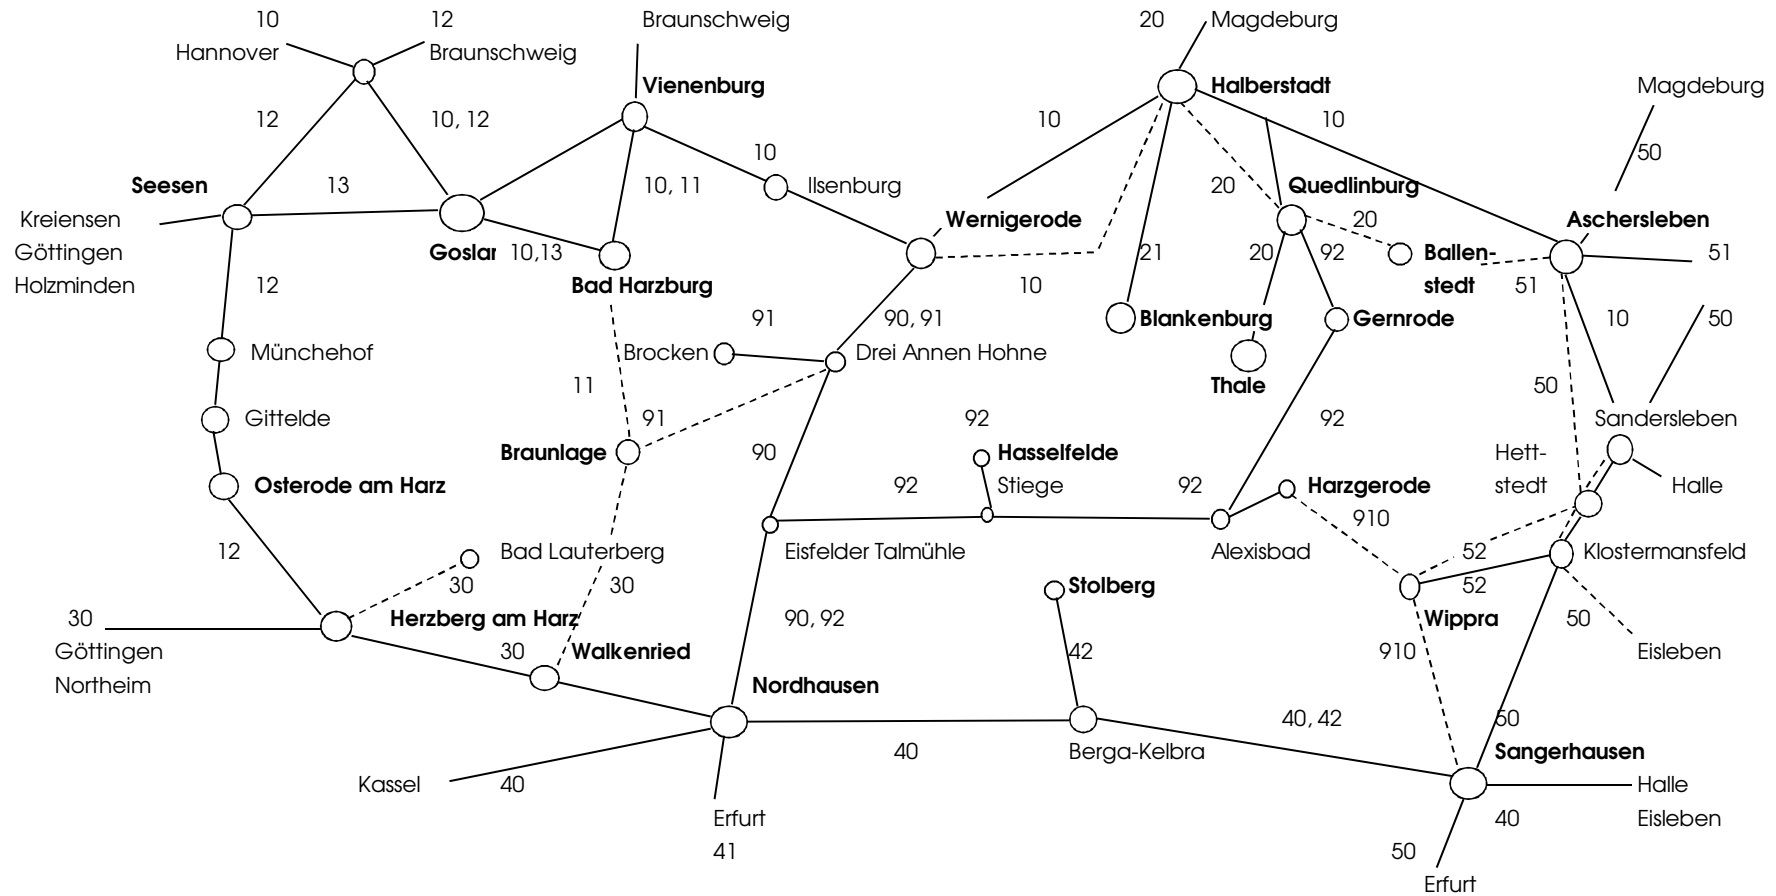 10
12
Braunschweig
20
Magdeburg
Hannover
Braunschweig
Vienenburg
Halberstadt
Magdeburg
12
10, 12
10
10
10
50
Seesen
13
10, 11
Ilsenburg
20
Quedlinburg
Kreiensen
Göttingen
Holzminden
Goslar
10,13
Wernigerode
20
Aschersleben
21
20
92
Ballen-
stedt
51
51
12
Bad Harzburg
10
91
90, 91
Blankenburg
Gernrode
10
50
Münchehof
Brocken
Drei Annen Hohne
Thale
11
50
Gittelde
91
92
92
Sandersleben
Braunlage
90
Hasselfelde
Hett-
stedt
Osterode am Harz
92
Stiege
92
Harzgerode
Halle
910
12
Bad Lauterberg
Eisfelder Talmühle
Alexisbad
52
Klostermansfeld
30
30
Stolberg
52
30
Herzberg am Harz
90, 92
Wippra
50
Göttingen
Northeim
30
Walkenried
42
910
Eisleben
Nordhausen
40, 42
50
40
Berga-Kelbra
Sangerhausen
Kassel
40
Halle
Eisleben
Erfurt
41
40
50
Erfurt